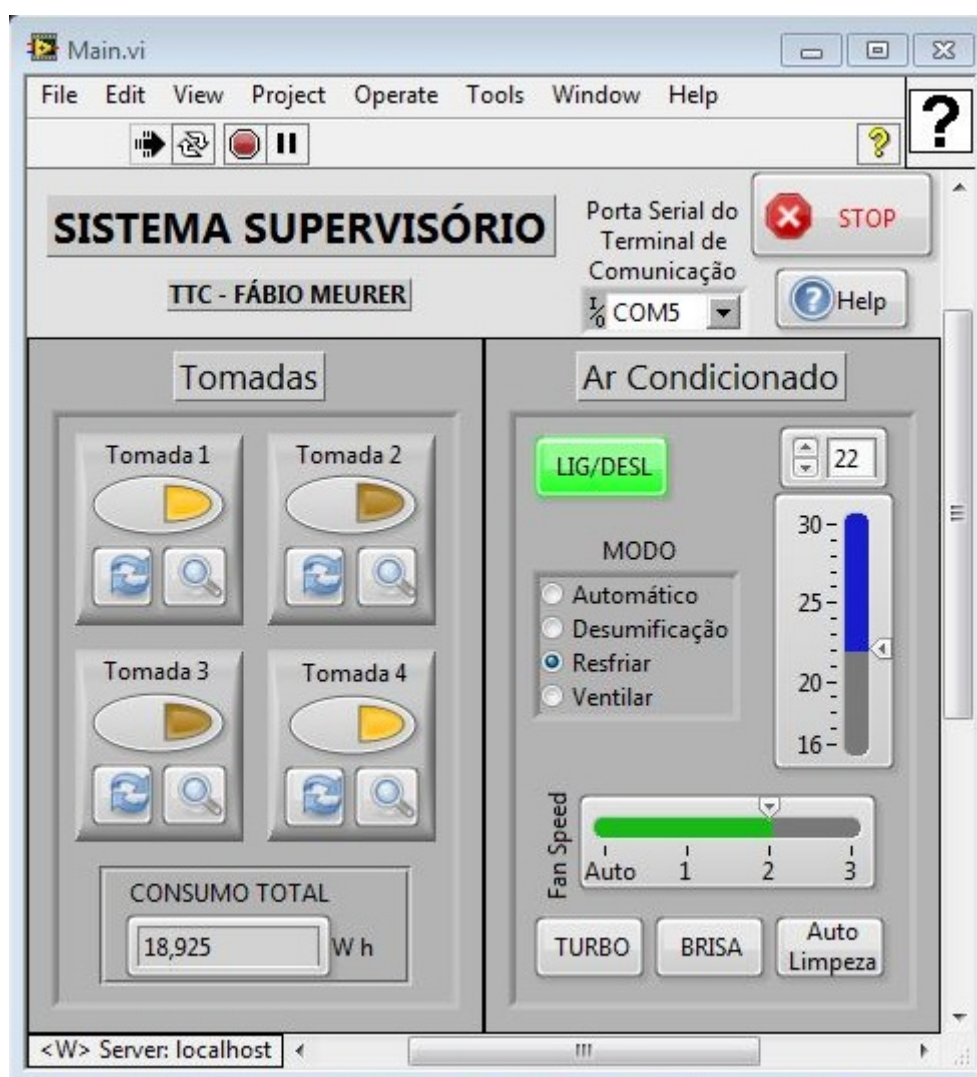 Main.vi
File Edit View Project Operate Tools Window Help
?
?
SISTEMA SUPERVISÓRIO
TTC - FÁBIO MEURER
Porta Serial do
Terminal de
Comunicação
I/O COM5
STOP
? Help
Tomadas
Tomada 1
Tomada 2
Tomada 3
Tomada 4
CONSUMO TOTAL
18,925 W h
Ar Condicionado
LIG/DESL
22
MODO
Automático
Desumificação
Resfriar
Ventilar
30
25
20
16
Fan Speed
Auto 1 2 3
TURBO
BRISA
Auto
Limpeza
<W> Server: localhost